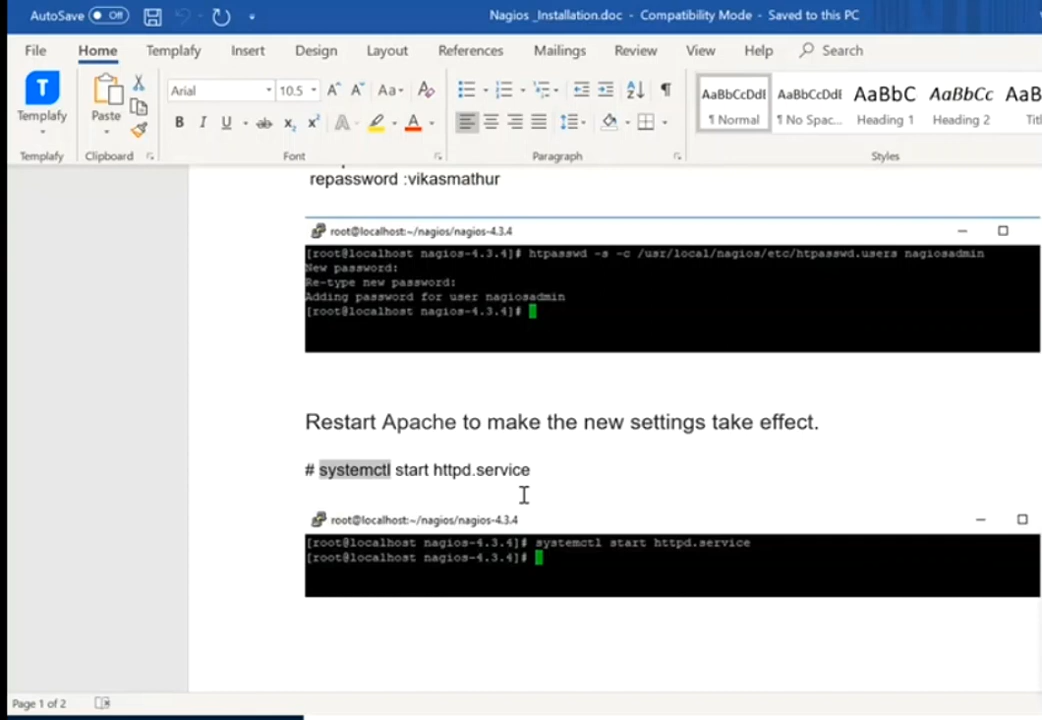 AutoSave Off
Nagios _Installation.doc - Compatibility Mode - Saved to this PC
File Home Templafy Insert Design Layout References Mailings Review View Help Search
T
Templafy
Paste
Arial 10.5
Aa
B I U ab x₂ x² A A
AaBbCcDdI AaBbCcDdI AaBbC AaBbCc AaB
¶ Normal ¶ No Spac... Heading 1 Heading 2 Titl
Templafy Clipboard Font Paragraph Styles
repassword :vikasmathur
root@localhost:~/nagios/nagios-4.3.4
[root@localhost nagios-4.3.4]# htpasswd -s -c /usr/local/nagios/etc/htpasswd.users nagiosadmin
New password:
Re-type new password:
Adding password for user nagiosadmin
[root@localhost nagios-4.3.4]#
Restart Apache to make the new settings take effect.
# systemctl start httpd.service
root@localhost:~/nagios/nagios-4.3.4
[root@localhost nagios-4.3.4]# systemctl start httpd.service
[root@localhost nagios-4.3.4]#
Page 1 of 2